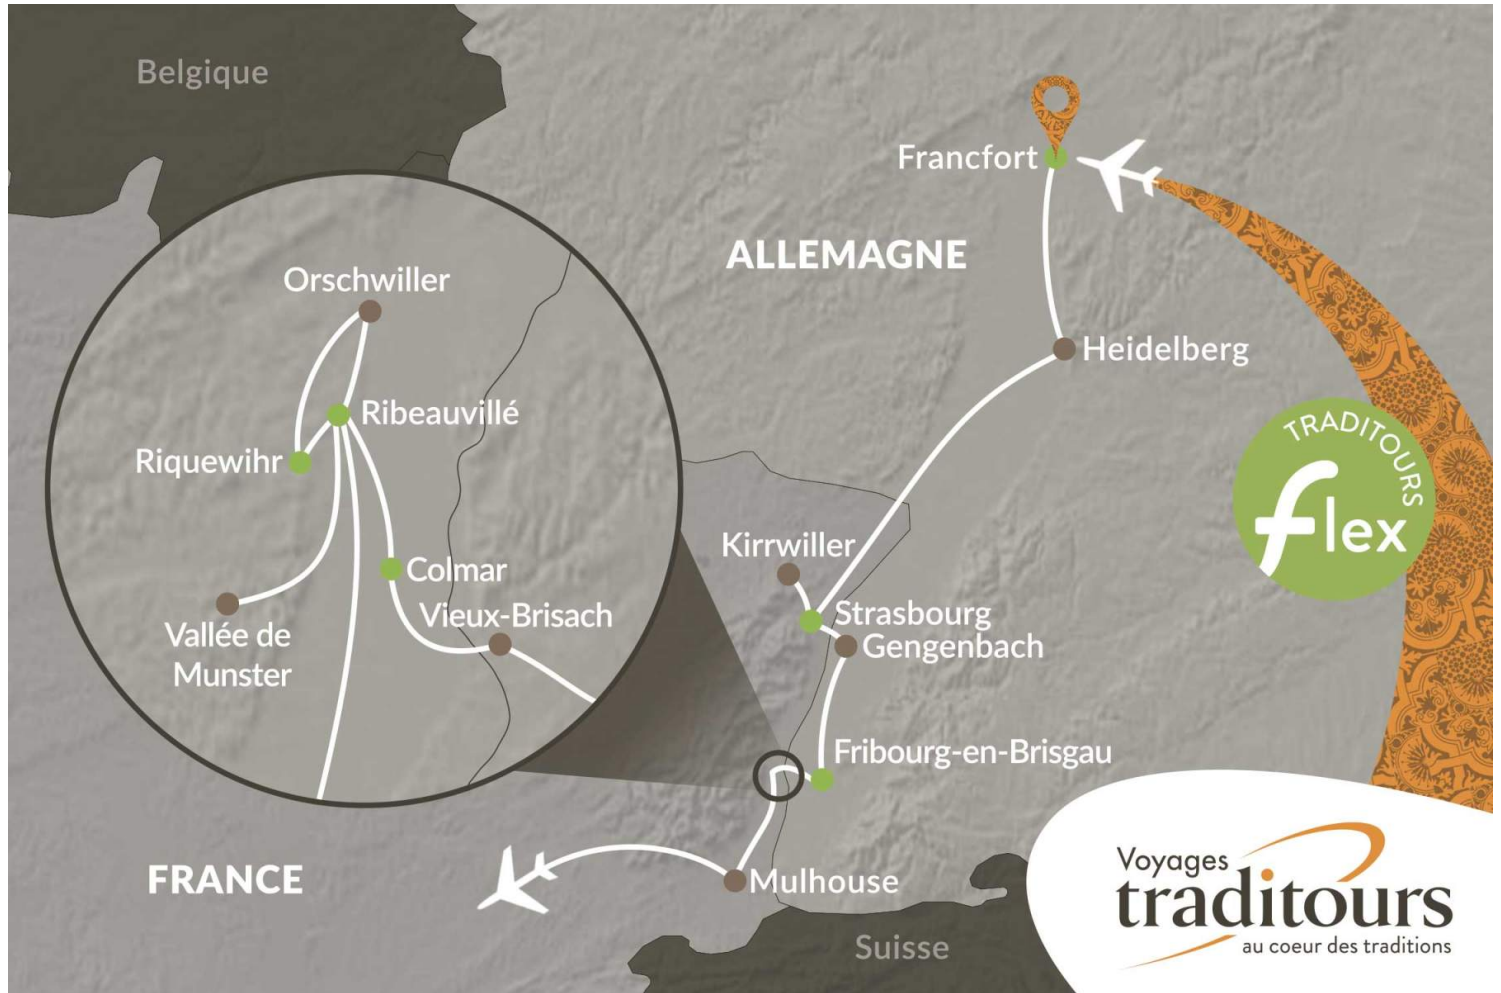 Belgique
Francfort
ALLEMAGNE
Orschwiller
Heidelberg
Ribeauvillé
Riquewihr
TRADITOURS
flex
Kirrwiller
Colmar
Strasbourg
Vieux-Brisach
Gengenbach
Vallée de
Munster
Fribourg-en-Brisgau
FRANCE
Mulhouse
Voyages
traditours
au coeur des traditions
Suisse